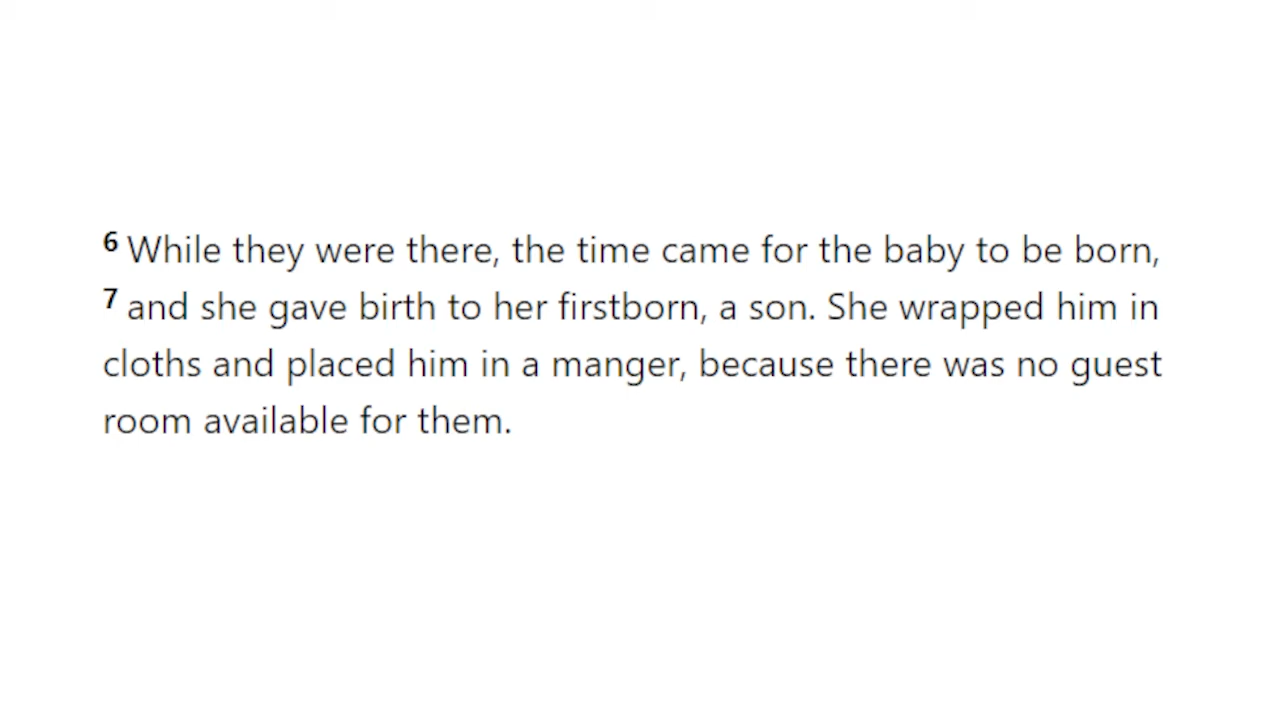 6 While they were there, the time came for the baby to be born,
7 and she gave birth to her firstborn, a son. She wrapped him in
cloths and placed him in a manger, because there was no guest
room available for them.